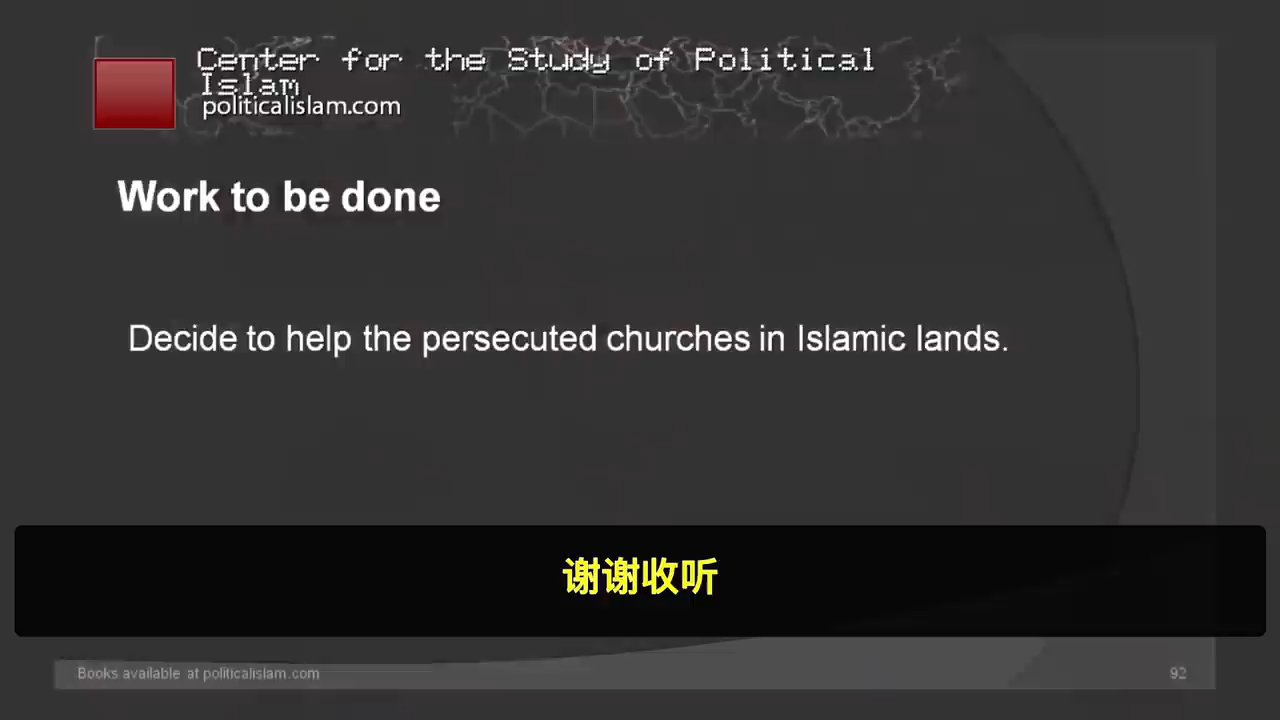 Center for the Study of Political
Islam
politicalislam.com
Work to be done
Decide to help the persecuted churches in Islamic lands.
谢谢收听
Books available at politicalislam.com
92